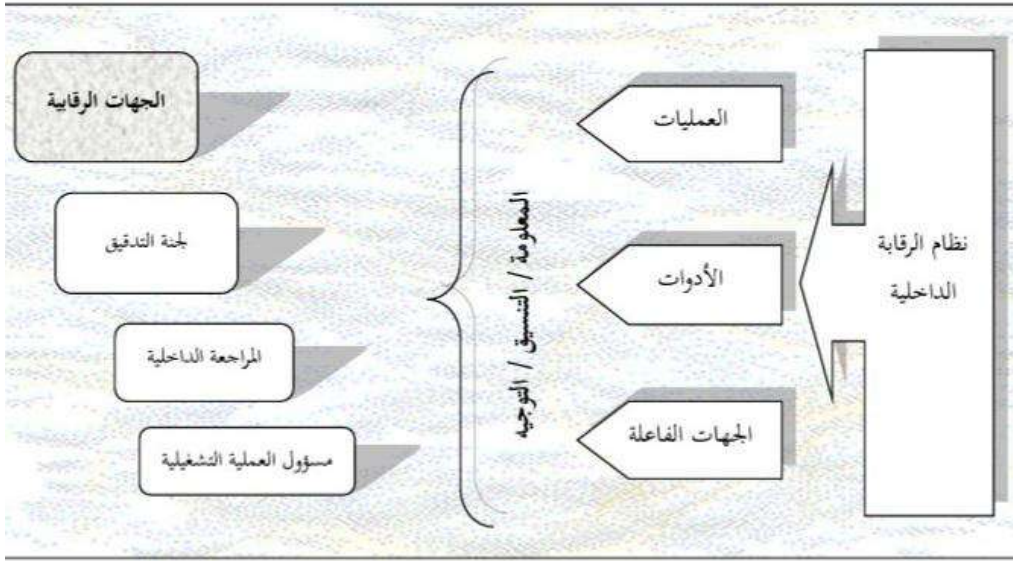 نظام الرقابة
الداخلية
العمليات
الأدوات
الجهات الفاعلة
المعلومة / التنسيق / التوجيه
الجهات الرقابية
لجنة التدقيق
المراجعة الداخلية
مسؤول العملية التشغيلية